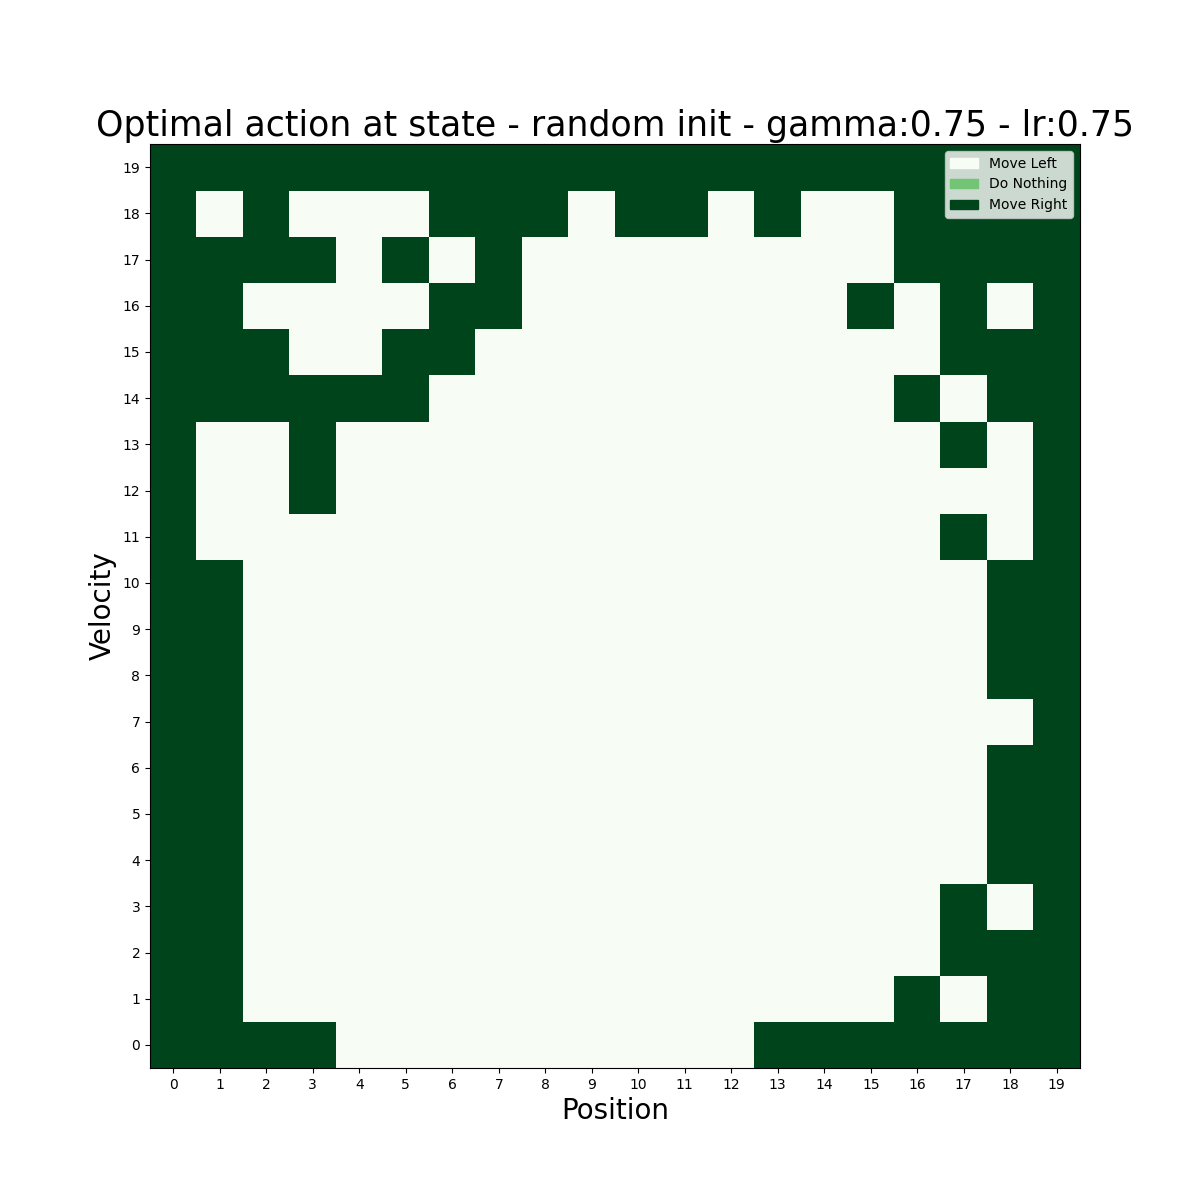 Optimal action at state - random init - gamma:0.75 - lr:0.75
Move Left
Do Nothing
Move Right
19
18
17
16
15
14
13
12
11
10
9
8
7
6
5
4
3
2
1
0
Velocity
0 1 2 3 4 5 6 7 8 9 10 11 12 13 14 15 16 17 18 19
Position